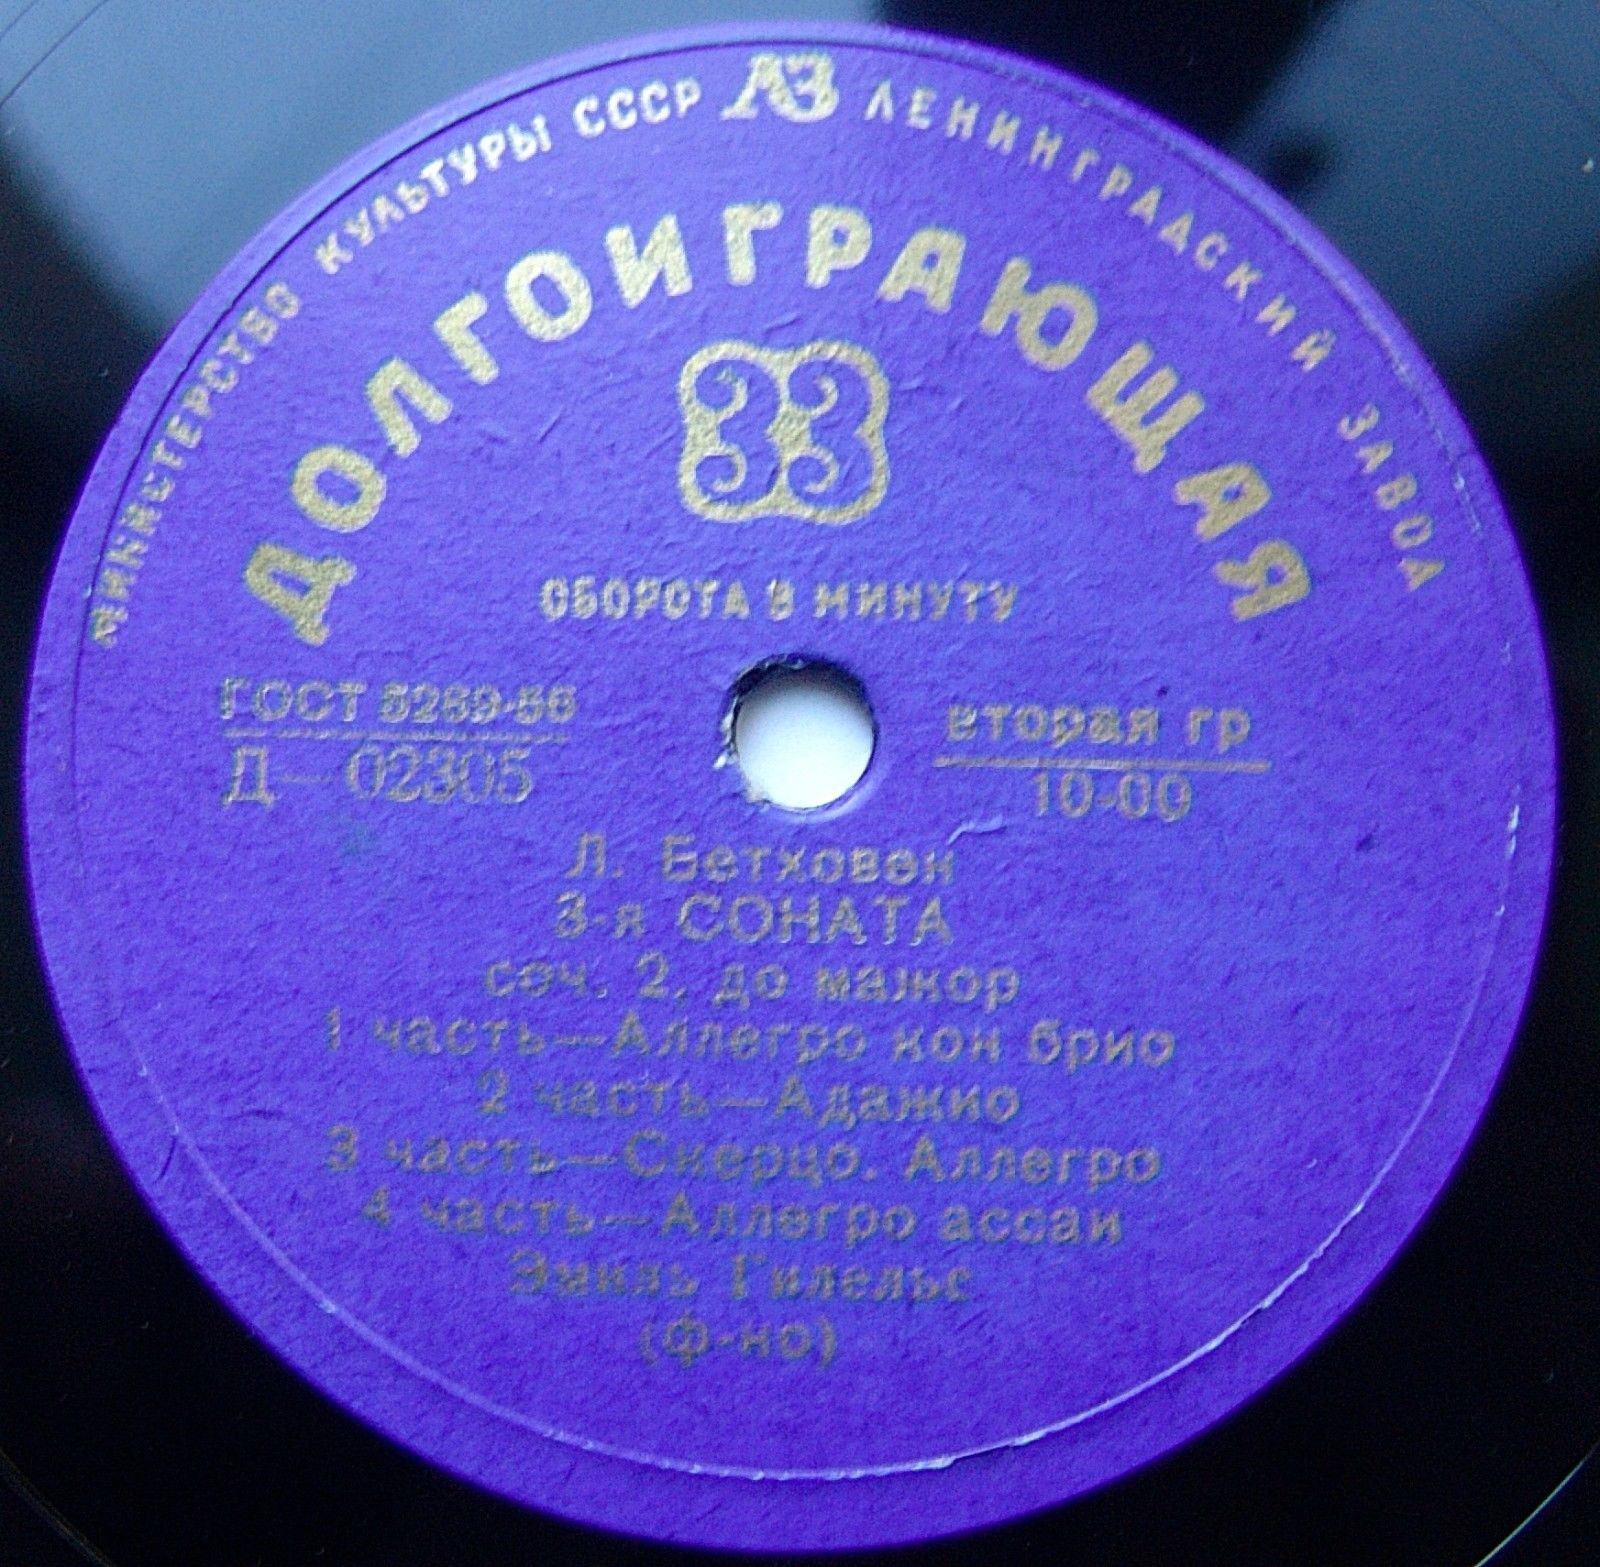 МИНИСТЕРСТВО КУЛЬТУРЫ СССР ЛЗ ЛЕНИНГРАДСКИЙ ЗАВОД
ДОЛГОИГРАЮЩАЯ
33
ОБОРОТА В МИНУТУ
ГОСТ 5289-56
Д—02305
вторая гр
10-00
Л. Бетховен
3-я СОНАТА
соч. 2, до мажор
1 часть—Аллегро кон брио
2 часть—Адажио
3 часть—Скерцо. Аллегро
4 часть—Аллегро ассаи
Эмиль Гилельс
(ф-но)